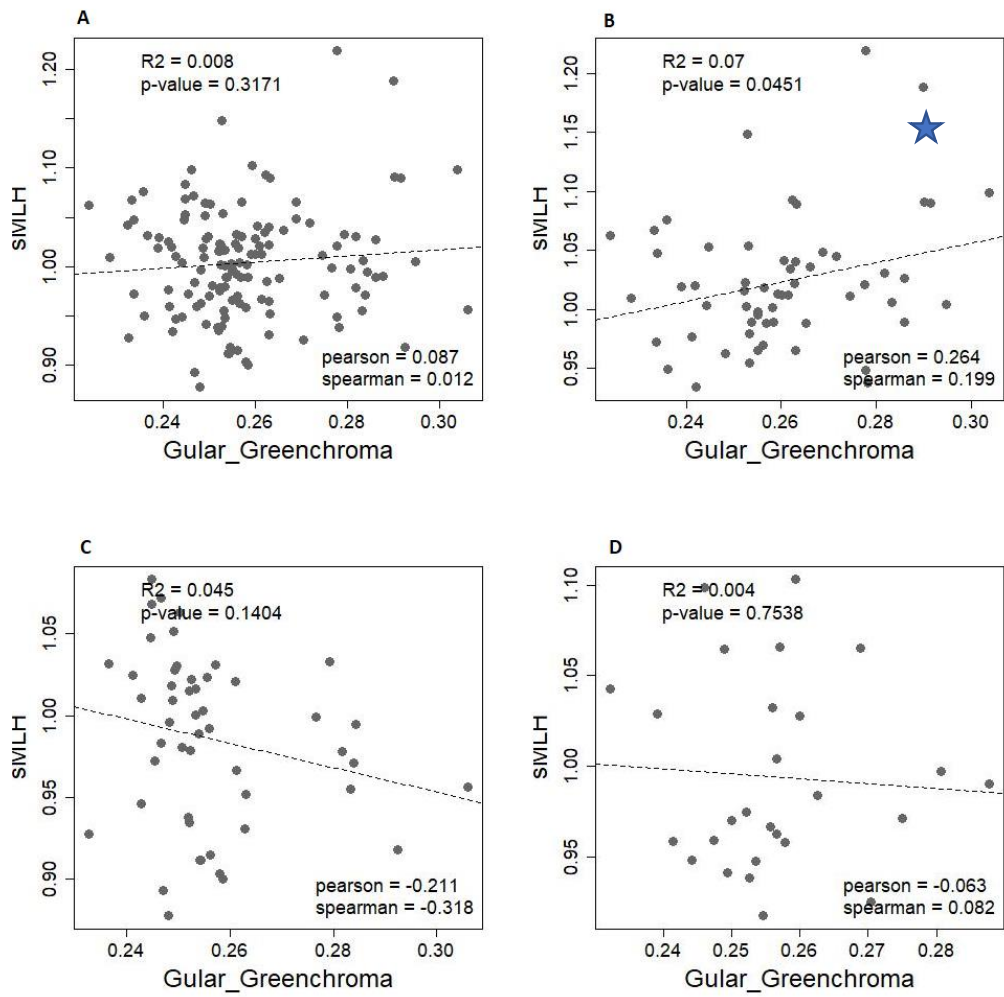 A
R2 = 0.008
p-value = 0.3171
1.20
1.10
1.00
0.90
sMLH
pearson = 0.087
spearman = 0.012
0.24 0.26 0.28 0.30
Gular_Greenchroma
B
R2 = 0.07
p-value = 0.0451
1.20
1.15
1.10
1.05
1.00
0.95
sMLH
pearson = 0.264
spearman = 0.199
0.24 0.26 0.28 0.30
Gular_Greenchroma
C
R2 = 0.045
p-value = 0.1404
1.05
1.00
0.95
0.90
sMLH
pearson = -0.211
spearman = -0.318
0.24 0.26 0.28 0.30
Gular_Greenchroma
D
R2 = 0.004
p-value = 0.7538
1.10
1.05
1.00
0.95
sMLH
pearson = -0.063
spearman = 0.082
0.24 0.25 0.26 0.27 0.28
Gular_Greenchroma